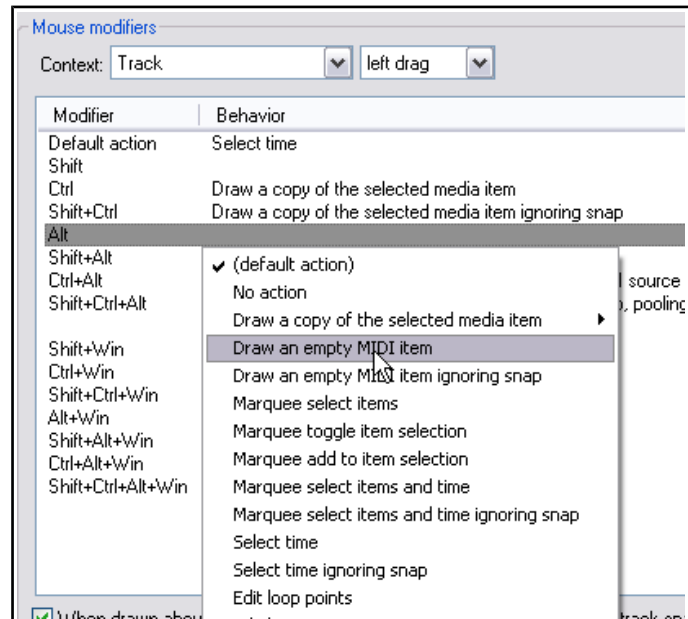 Mouse modifiers
Context: Track left drag
Modifier Behavior
Default action Select time
Shift
Ctrl Draw a copy of the selected media item
Shift+Ctrl Draw a copy of the selected media item ignoring snap
Alt
Shift+Alt
Ctrl+Alt
Shift+Ctrl+Alt
Shift+Win
Ctrl+Win
Shift+Ctrl+Win
Alt+Win
Shift+Alt+Win
Ctrl+Alt+Win
Shift+Ctrl+Alt+Win
(default action)
No action
Draw a copy of the selected media item
Draw an empty MIDI item
Draw an empty MIDI item ignoring snap
Marquee select items
Marquee toggle item selection
Marquee add to item selection
Marquee select items and time
Marquee select items and time ignoring snap
Select time
Select time ignoring snap
Edit loop points
source
, pooling
When drawn
track